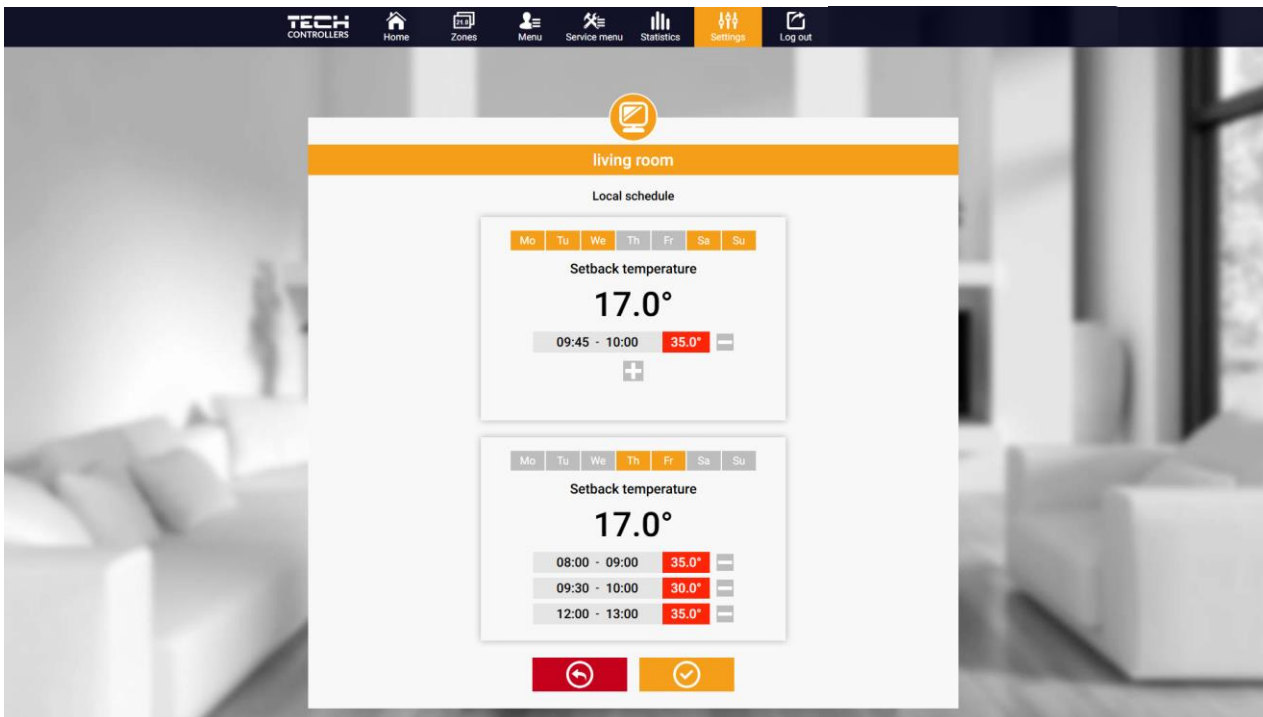 TECH
CONTROLLERS
Home
21.0
Zones
Menu
Service menu
Statistics
Settings
Log out
living room
Local schedule
Mo Tu We Th Fr Sa Su
Setback temperature
17.0°
09:45 - 10:00 35.0°
Mo Tu We Th Fr Sa Su
Setback temperature
17.0°
08:00 - 09:00 35.0°
09:30 - 10:00 30.0°
12:00 - 13:00 35.0°